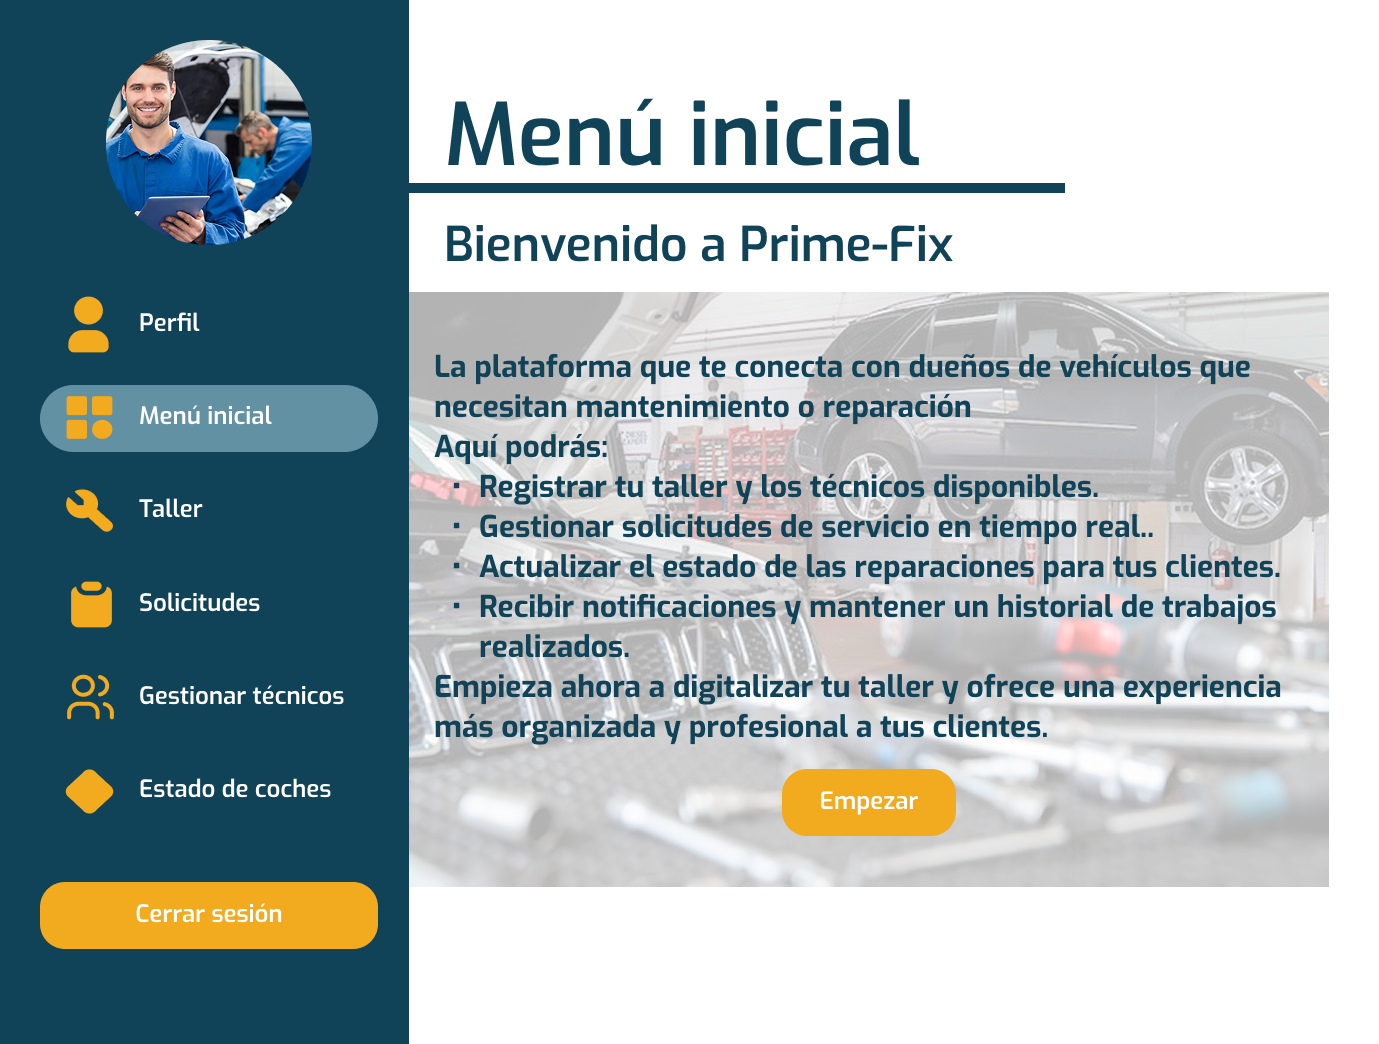 Menú inicial
Bienvenido a Prime-Fix
Perfil
Menú inicial
Taller
Solicitudes
Gestionar técnicos
Estado de coches
Cerrar sesión
La plataforma que te conecta con dueños de vehículos que
necesitan mantenimiento o reparación
Aquí podrás:
· Registrar tu taller y los técnicos disponibles.
· Gestionar solicitudes de servicio en tiempo real..
· Actualizar el estado de las reparaciones para tus clientes.
· Recibir notificaciones y mantener un historial de trabajos
realizados.
Empieza ahora a digitalizar tu taller y ofrece una experiencia
más organizada y profesional a tus clientes.
Empezar